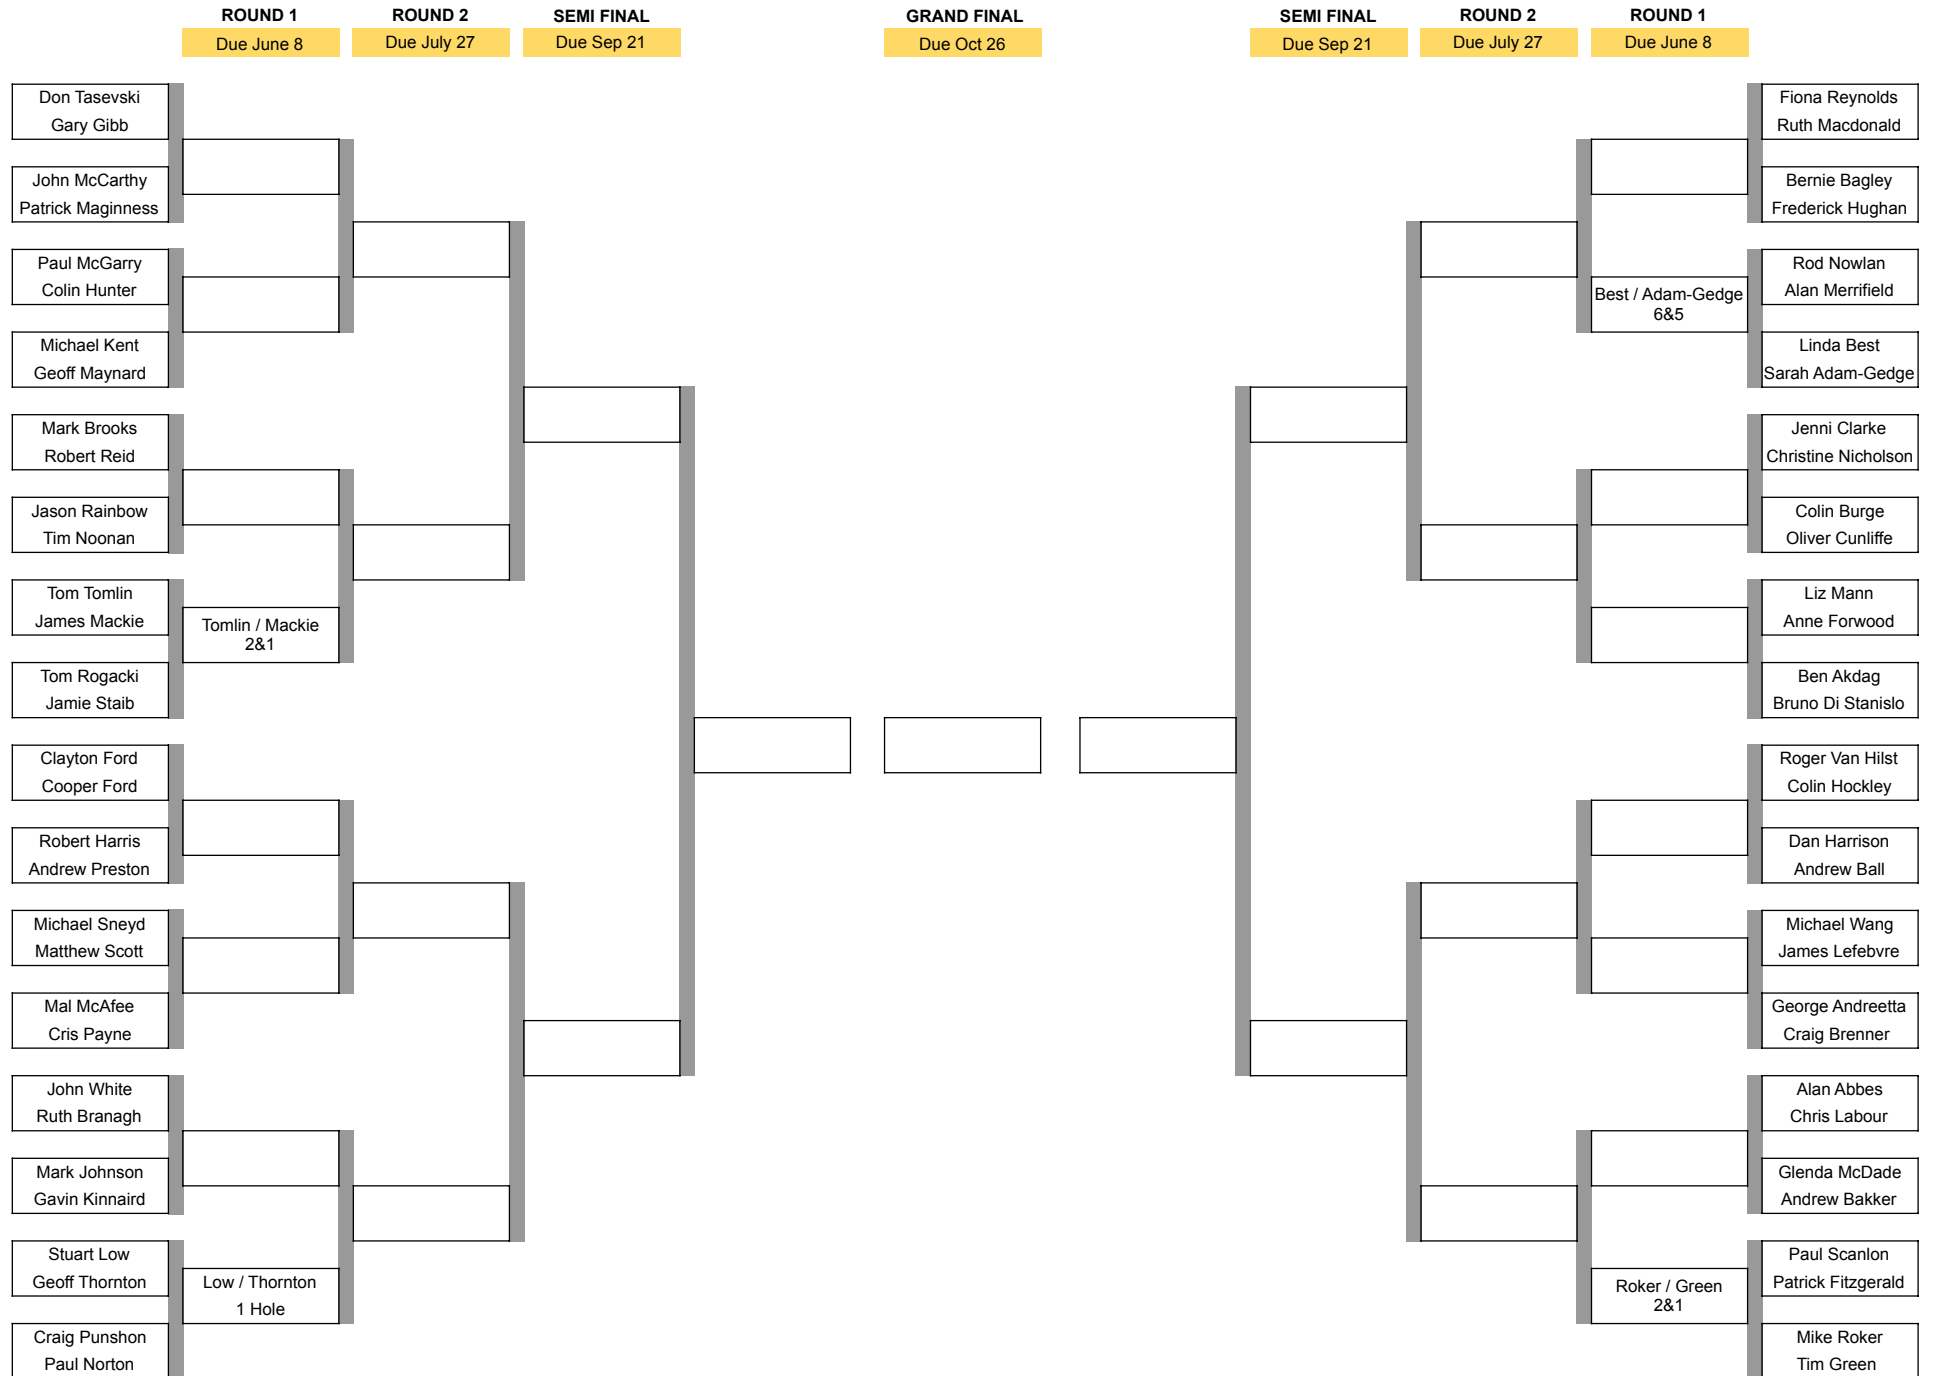 ROUND 1
ROUND 2
SEMI FINAL
GRAND FINAL
SEMI FINAL
ROUND 2
ROUND 1
Due June 8
Due July 27
Due Sep 21
Due Oct 26
Due Sep 21
Due July 27
Due June 8
Don Tasevski
Gary Gibb
John McCarthy
Patrick Maginness
Paul McGarry
Colin Hunter
Michael Kent
Geoff Maynard
Mark Brooks
Robert Reid
Jason Rainbow
Tim Noonan
Tom Tomlin
James Mackie
Tomlin / Mackie
2&1
Tom Rogacki
Jamie Staib
Clayton Ford
Cooper Ford
Robert Harris
Andrew Preston
Michael Sneyd
Matthew Scott
Mal McAfee
Cris Payne
John White
Ruth Branagh
Mark Johnson
Gavin Kinnaird
Stuart Low
Geoff Thornton
Low / Thornton
1 Hole
Craig Punshon
Paul Norton
Fiona Reynolds
Ruth Macdonald
Bernie Bagley
Frederick Hughan
Rod Nowlan
Alan Merrifield
Best / Adam-Gedge
6&5
Linda Best
Sarah Adam-Gedge
Jenni Clarke
Christine Nicholson
Colin Burge
Oliver Cunliffe
Liz Mann
Anne Forwood
Ben Akdag
Bruno Di Stanislo
Roger Van Hilst
Colin Hockley
Dan Harrison
Andrew Ball
Michael Wang
James Lefebvre
George Andreetta
Craig Brenner
Alan Abbes
Chris Labour
Glenda McDade
Andrew Bakker
Paul Scanlon
Patrick Fitzgerald
Roker / Green
2&1
Mike Roker
Tim Green